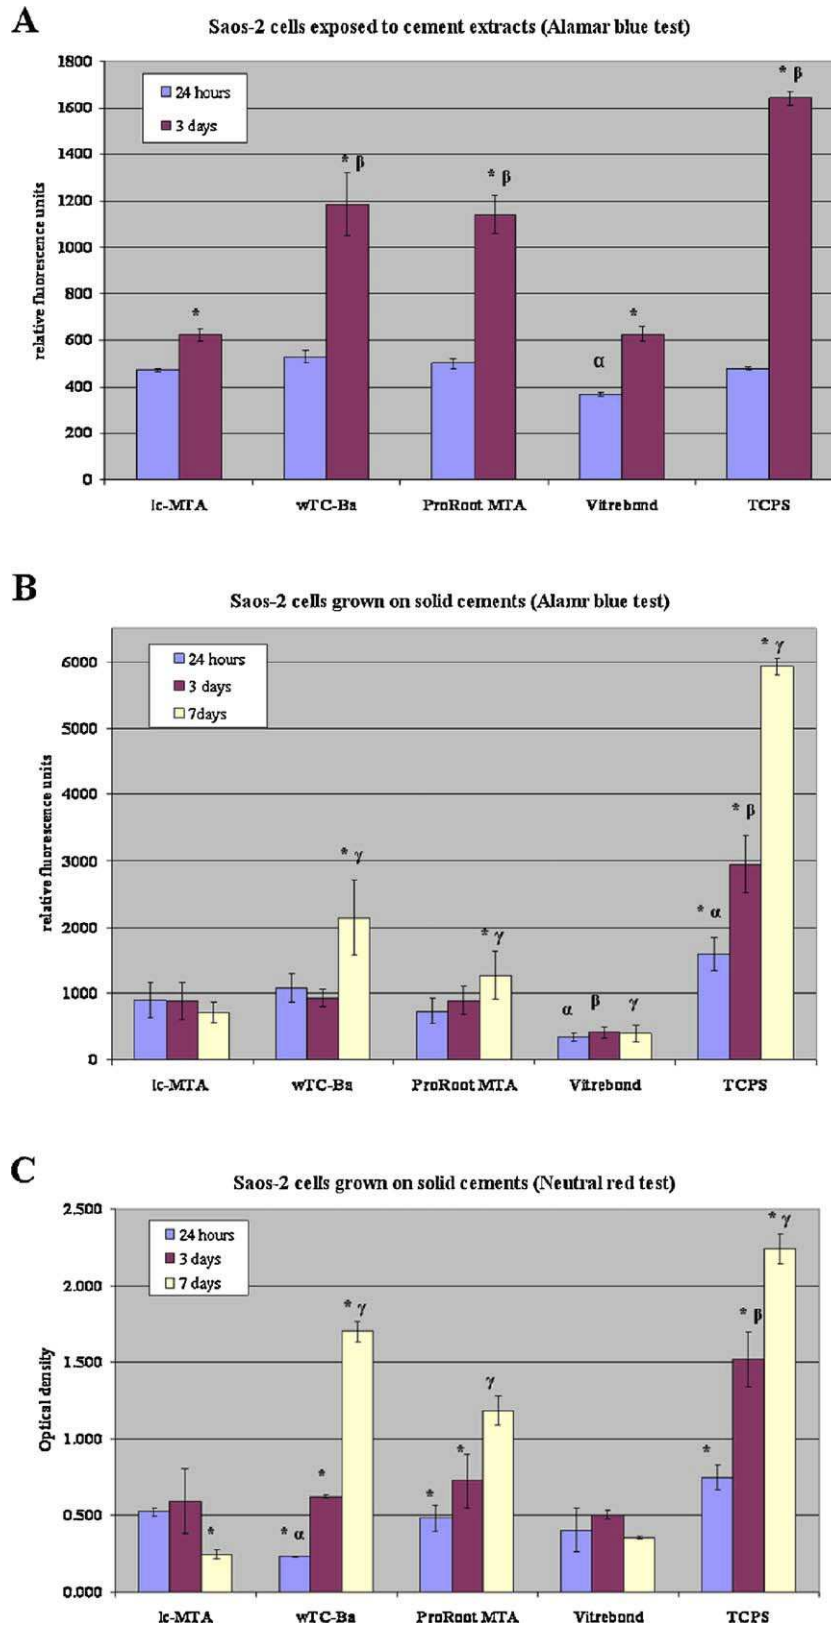 A
Saos-2 cells exposed to cement extracts (Alamar blue test)
1800
1600
1400
1200
1000
800
600
400
200
0
relative fluorescence units
24 hours
3 days
*
* β
* β
α
*
* β
lc-MTA wTC-Ba ProRoot MTA Vitrebond TCPS
B
Saos-2 cells grown on solid cements (Alamr blue test)
6000
5000
4000
3000
2000
1000
0
relative fluorescence units
24 hours
3 days
7days
* γ
* γ
α
β
γ
* α
* β
* γ
lc-MTA wTC-Ba ProRoot MTA Vitrebond TCPS
C
Saos-2 cells grown on solid cements (Neutral red test)
2.500
2.000
1.500
1.000
0.500
0.000
Optical density
24 hours
3 days
7 days
*
* α
*
* γ
*
*
γ
*
* β
* γ
lc-MTA wTC-Ba ProRoot MTA Vitrebond TCPS